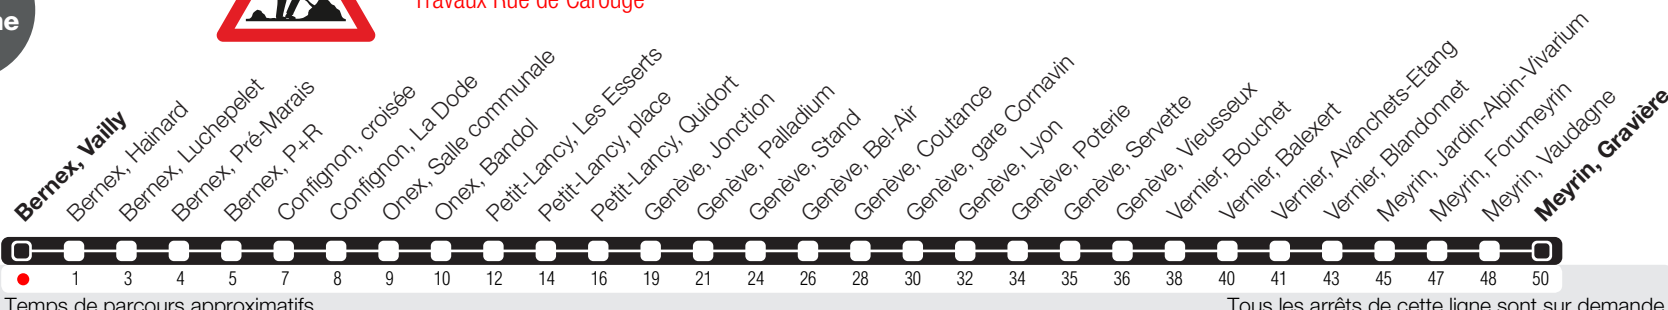 Travaux Rue de Carouge
Bernex, Vailly
Bernex, Hainard
Bernex, Luchepelet
Bernex, Pré-Marais
Bernex, P+R
Confignon, croisée
Confignon, La Dode
Onex, Salle communale
Onex, Bandol
Petit-Lancy, Les Esserts
Petit-Lancy, place
Petit-Lancy, Quidort
Genève, Jonction
Genève, Palladium
Genève, Stand
Genève, Bel-Air
Genève, Coutance
Genève, gare Cornavin
Genève, Lyon
Genève, Poterie
Genève, Servette
Genève, Vieusseux
Vernier, Bouchet
Vernier, Balexert
Vernier, Avanchets-Etang
Vernier, Blandonnet
Meyrin, Jardin-Alpin-Vivarium
Meyrin, Forumeyrin
Meyrin, Vaudagne
Meyrin, Gravière
1 3 4 5 7 8 9 10 12 14 16 19 21 24 26 28 30 32 34 35 36 38 40 41 43 45 47 48 50
Temps de parcours approximatifs
Tous les arrêts de cette ligne sont sur demande